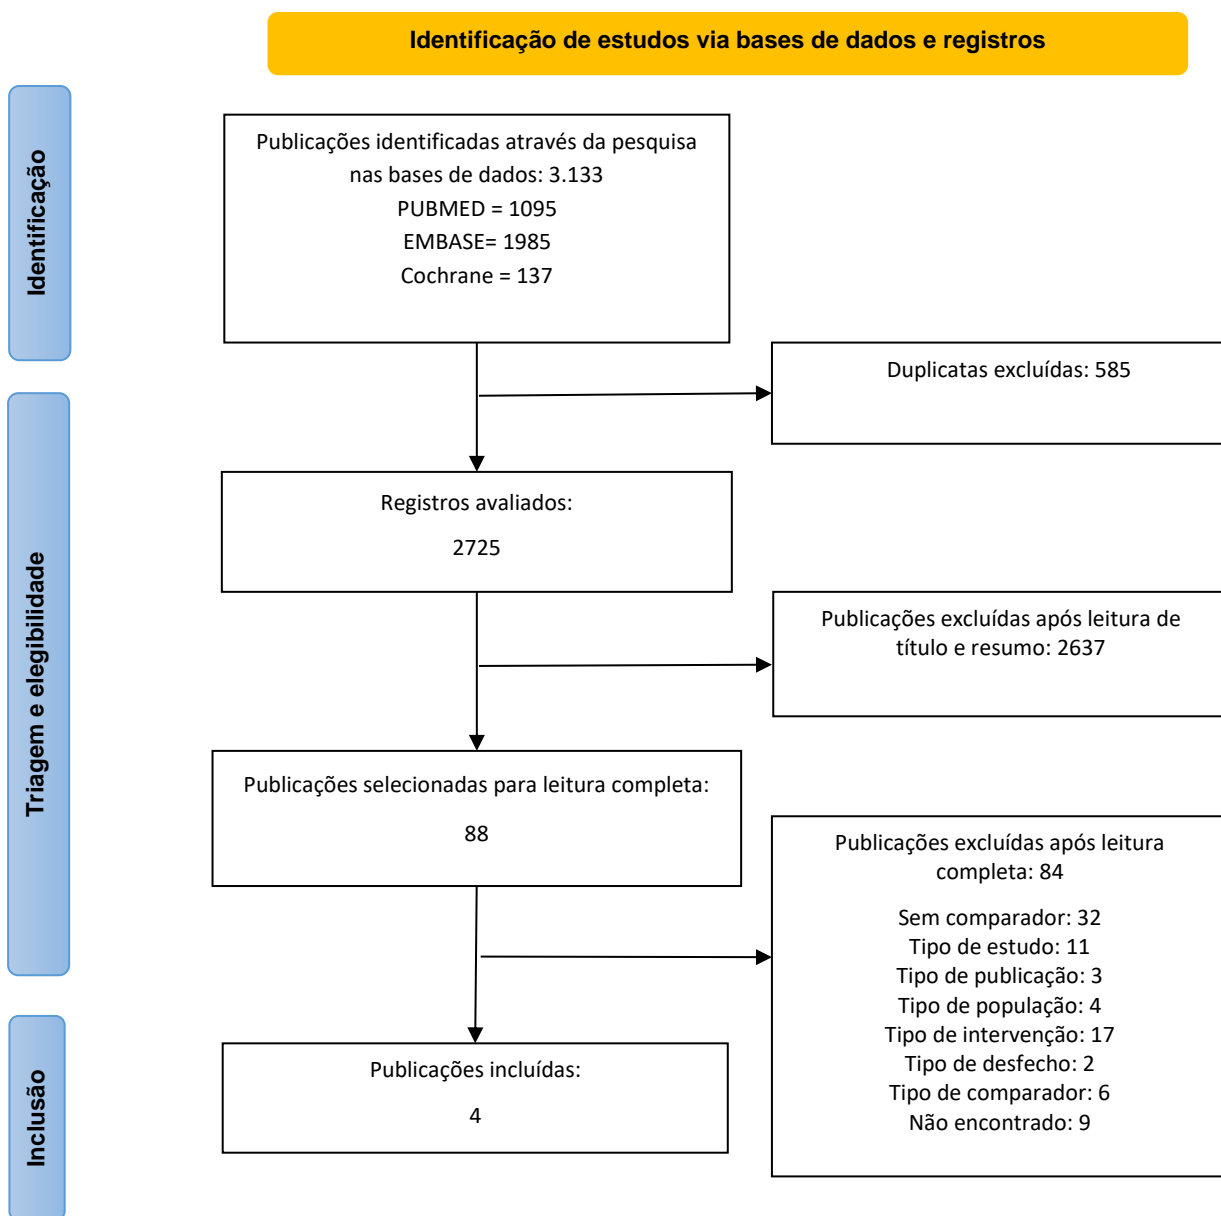 Identificação de estudos via bases de dados e registros
Identificação
Publicações identificadas através da pesquisa
nas bases de dados: 3.133
PUBMED = 1095
EMBASE= 1985
Cochrane = 137
Duplicatas excluídas: 585
Triagem e elegibilidade
Registros avaliados:
2725
Publicações excluídas após leitura de
título e resumo: 2637
Publicações selecionadas para leitura completa:
88
Publicações excluídas após leitura
completa: 84
Sem comparador: 32
Tipo de estudo: 11
Tipo de publicação: 3
Tipo de população: 4
Tipo de intervenção: 17
Tipo de desfecho: 2
Tipo de comparador: 6
Não encontrado: 9
Inclusão
Publicações incluídas:
4